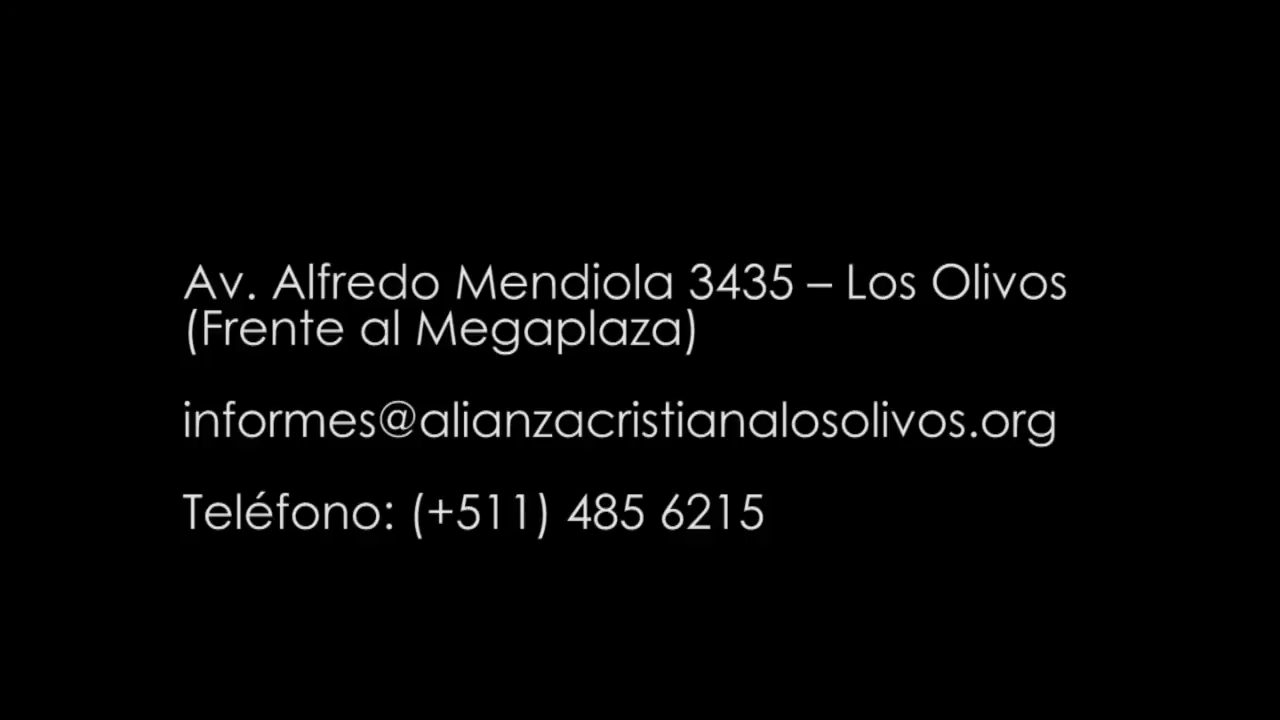 Av. Alfredo Mendiola 3435 – Los Olivos
(Frente al Megaplaza)
informes@alianzacristianalosolivos.org
Teléfono: (+511) 485 6215